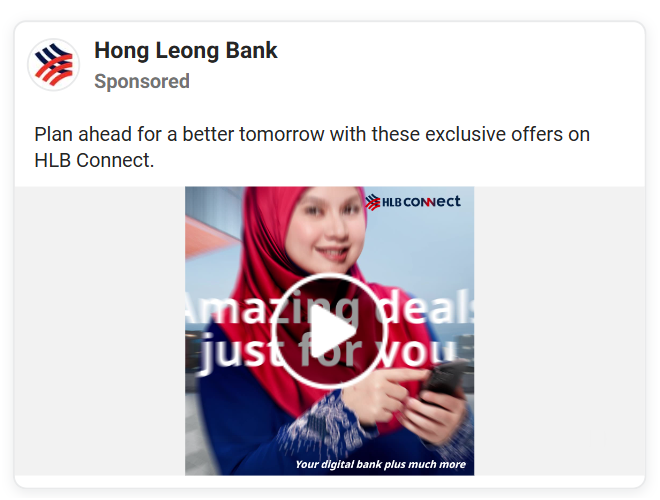 Hong Leong Bank
Sponsored
Plan ahead for a better tomorrow with these exclusive offers on
HLB Connect.
HLB CONNect
Amazing deals
just for you
Your digital bank plus much more